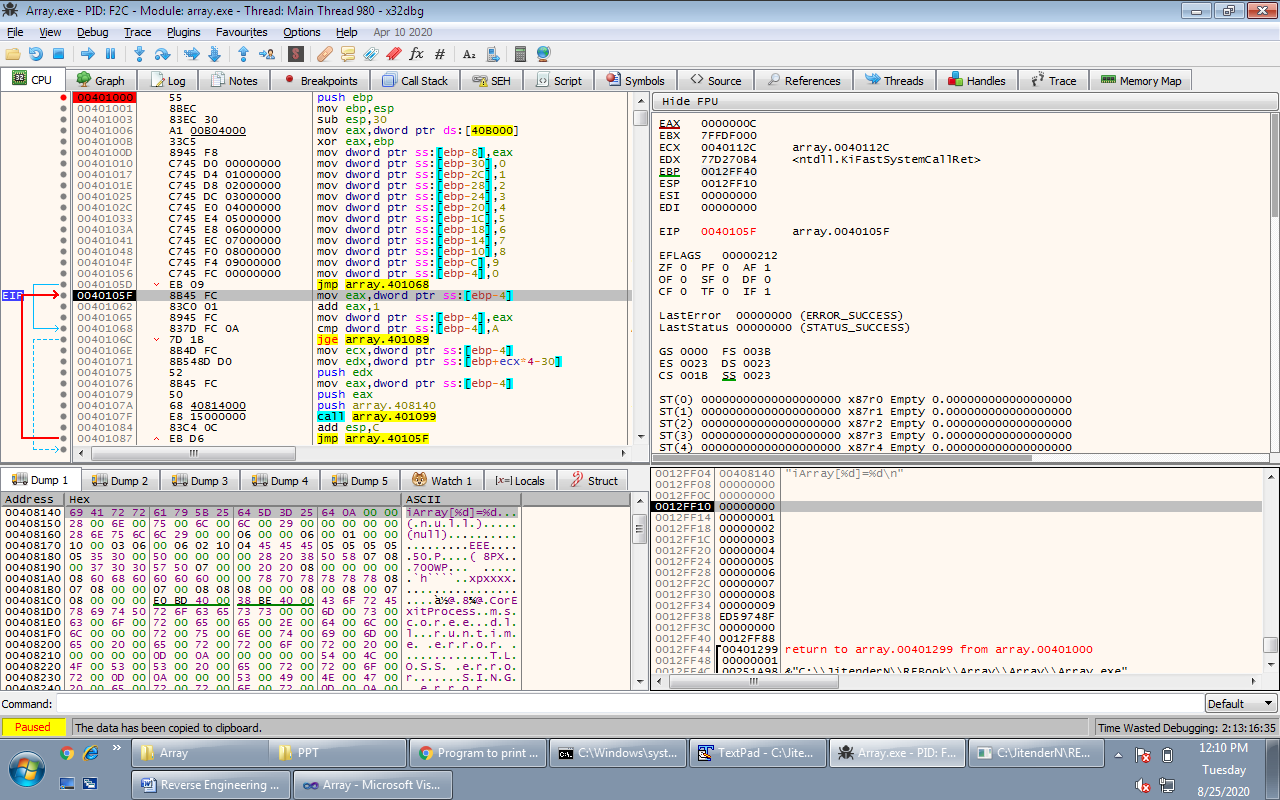 Array.exe - PID: F2C - Module: array.exe - Thread: Main Thread 980 - x32dbg
File View Debug Trace Plugins Favourites Options Help Apr 10 2020
CPU Graph Log Notes Breakpoints Call Stack SEH Script Symbols Source References Threads Handles Trace Memory Map
EIP
00401000 55 push ebp
00401001 8BEC mov ebp,esp
00401003 83EC 30 sub esp,30
00401006 A1 00B04000 mov eax,dword ptr ds:[40B000]
0040100B 33C5 xor eax,ebp
0040100D 8945 F8 mov dword ptr ss:[ebp-8],eax
00401010 C745 D0 00000000 mov dword ptr ss:[ebp-30],0
00401017 C745 D4 01000000 mov dword ptr ss:[ebp-2C],1
0040101E C745 D8 02000000 mov dword ptr ss:[ebp-28],2
00401025 C745 DC 03000000 mov dword ptr ss:[ebp-24],3
0040102C C745 E0 04000000 mov dword ptr ss:[ebp-20],4
00401033 C745 E4 05000000 mov dword ptr ss:[ebp-1C],5
0040103A C745 E8 06000000 mov dword ptr ss:[ebp-18],6
00401041 C745 EC 07000000 mov dword ptr ss:[ebp-14],7
00401048 C745 F0 08000000 mov dword ptr ss:[ebp-10],8
0040104F C745 F4 09000000 mov dword ptr ss:[ebp-C],9
00401056 C745 FC 00000000 mov dword ptr ss:[ebp-4],0
0040105D EB 09 jmp array.401068
0040105F 8B45 FC mov eax,dword ptr ss:[ebp-4]
00401062 83C0 01 add eax,1
00401065 8945 FC mov dword ptr ss:[ebp-4],eax
00401068 837D FC 0A cmp dword ptr ss:[ebp-4],A
0040106C 7D 1B jge array.401089
0040106E 8B4D FC mov ecx,dword ptr ss:[ebp-4]
00401071 8B548D D0 mov edx,dword ptr ss:[ebp+ecx*4-30]
00401075 52 push edx
00401076 8B45 FC mov eax,dword ptr ss:[ebp-4]
00401079 50 push eax
0040107A 68 40814000 push array.408140
0040107F E8 15000000 call array.401099
00401084 83C4 0C add esp,C
00401087 EB D6 jmp array.40105F
Hide FPU
EAX 0000000C
EBX 7FFDF000
ECX 0040112C array.0040112C
EDX 77D270B4 <ntdll.KiFastSystemCallRet>
EBP 0012FF40
ESP 0012FF10
ESI 00000000
EDI 00000000
EIP 0040105F array.0040105F
EFLAGS 00000212
ZF 0 PF 0 AF 1
OF 0 SF 0 DF 0
CF 0 TF 0 IF 1
LastError 00000000 (ERROR_SUCCESS)
LastStatus 00000000 (STATUS_SUCCESS)
GS 0000 FS 003B
ES 0023 DS 0023
CS 001B SS 0023
ST(0) 00000000000000000000 x87r0 Empty 0.000000000000000000
ST(1) 00000000000000000000 x87r1 Empty 0.000000000000000000
ST(2) 00000000000000000000 x87r2 Empty 0.000000000000000000
ST(3) 00000000000000000000 x87r3 Empty 0.000000000000000000
ST(4) 00000000000000000000 x87r4 Empty 0.000000000000000000
Dump 1 Dump 2 Dump 3 Dump 4 Dump 5 Watch 1 [x=] Locals Struct
Address Hex ASCII
00408140 69 41 72 72 61 79 5B 25 64 5D 3D 25 64 0A 00 00 iArray[%d]=%d...
00408150 28 00 6E 00 75 00 6C 00 6C 00 29 00 00 00 00 00 (.n.u.l.l.).....
00408160 28 6E 75 6C 6C 29 00 00 06 00 00 06 00 01 00 00 (null)..........
00408170 10 00 03 06 00 06 02 10 04 45 45 45 05 05 05 05 .........EEE....
00408180 05 35 30 00 50 00 00 00 00 28 20 38 50 58 07 08 .50.P....( 8PX..
00408190 00 37 30 30 57 50 07 00 00 20 20 08 00 00 00 00 .700WP...  .....
004081A0 08 60 68 60 60 60 60 00 00 78 70 78 78 78 78 08 .`h````..xpxxxx.
004081B0 07 08 00 00 07 00 08 08 08 00 00 08 00 08 00 07 ................
004081C0 08 00 00 00 E0 BD 40 00 38 BE 40 00 43 6F 72 45 ....à½@.8¾@.CorE
004081D0 78 69 74 50 72 6F 63 65 73 73 00 00 6D 00 73 00 xitProcess..m.s.
004081E0 63 00 6F 00 72 00 65 00 65 00 2E 00 64 00 6C 00 c.o.r.e.e...d.l.
004081F0 6C 00 00 00 72 00 75 00 6E 00 74 00 69 00 6D 00 l...r.u.n.t.i.m.
00408200 65 00 20 00 65 00 72 00 72 00 6F 00 72 00 20 00 e. .e.r.r.o.r. .
00408210 00 00 00 00 0D 00 0A 00 00 00 00 00 54 00 4C 00 ............T.L.
00408220 4F 00 53 00 53 00 20 00 65 00 72 00 72 00 6F 00 O.S.S. .e.r.r.o.
00408230 72 00 0D 00 0A 00 00 00 53 00 49 00 4E 00 47 00 r.......S.I.N.G.
00408240 20 00 65 00 72 00 72 00 6F 00 72 00 0D 00 0A 00 .e.r.r.o.r.....
0012FF04 00408140 "iArray[%d]=%d\n"
0012FF08 00000000
0012FF0C 00000000
0012FF10 00000000
0012FF14 00000001
0012FF18 00000002
0012FF1C 00000003
0012FF20 00000004
0012FF24 00000005
0012FF28 00000006
0012FF2C 00000007
0012FF30 00000008
0012FF34 00000009
0012FF38 ED59748F
0012FF3C 00000000
0012FF40 0012FF88
0012FF44 00401299 return to array.00401299 from array.00401000
0012FF48 00000001
0012FF4C 00251A98 &"C:\\JitenderN\\REBook\\Array\\Array\\Array.exe"
Command: Default
Paused The data has been copied to clipboard. Time Wasted Debugging: 2:13:16:35
Array PPT Program to print ... C:\Windows\syst... TextPad - C:\Jite... Array.exe - PID: F... C:\JitenderN\RE...
Reverse Engineering ... Array - Microsoft Vis...
12:10 PM
Tuesday
8/25/2020